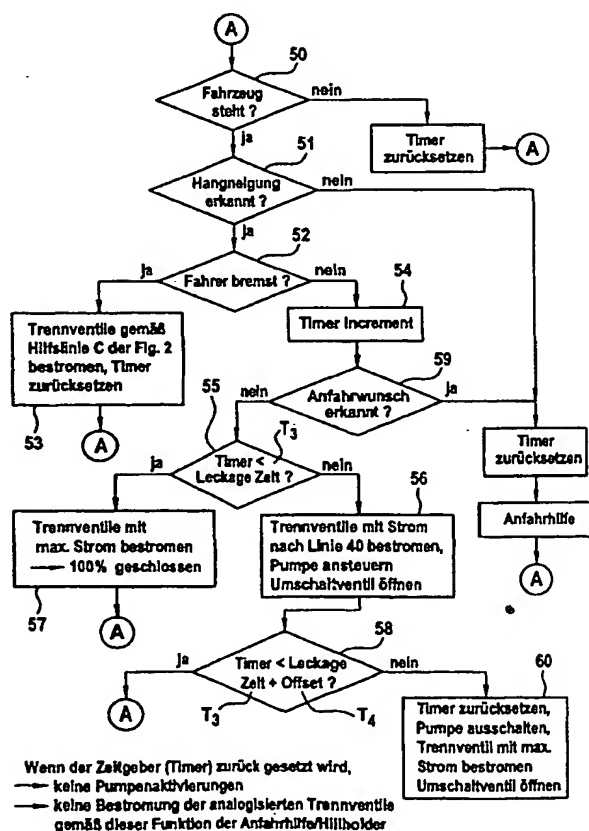 A
50
Fahrzeug
steht ?
nein
ja
Timer
zurücksetzen
A
51
Hangneigung
erkannt ?
nein
ja
52
Fahrer bremst ?
ja
nein
54
Trennventile gemäß
Hilfslinie C der Fig. 2
bestromen, Timer
zurücksetzen
53
A
Timer Increment
59
Anfahrwunsch
erkannt ?
nein
ja
55
T3
Timer <
Leckage Zeit ?
ja
nein
Timer
zurücksetzen
Anfahrhilfe
A
56
Trennventile mit
max. Strom bestromen
→ 100% geschlossen
57
A
Trennventile mit Strom
nach Linie 40 bestromen,
Pumpe ansteuern
Umschaltventil öffnen
58
Timer < Leckage
Zeit + Offset ?
ja
nein
T3
T4
A
60
Timer zurücksetzen,
Pumpe ausschalten,
Trennventil mit max.
Strom bestromen
Umschaltventil öffnen
Wenn der Zeitgeber (Timer) zurück gesetzt wird,
→ keine Pumpenaktivierungen
→ keine Bestromung der analogisierten Trennventile
gemäß dieser Funktion der Anfahrhilfe/Hillholder